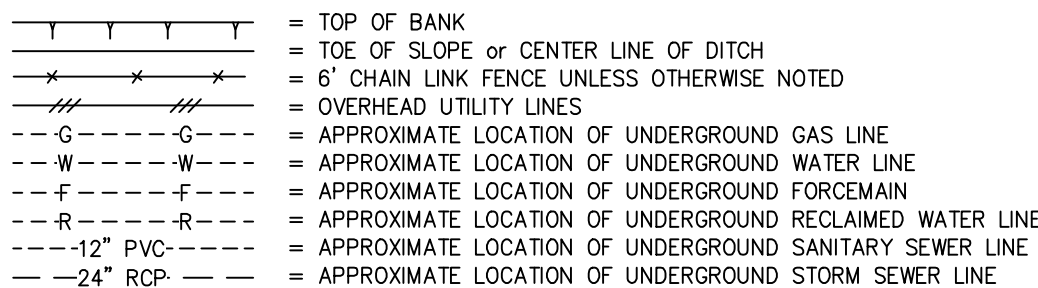 = TOP OF BANK
= TOE OF SLOPE or CENTER LINE OF DITCH
= 6' CHAIN LINK FENCE UNLESS OTHERWISE NOTED
= OVERHEAD UTILITY LINES
G G = APPROXIMATE LOCATION OF UNDERGROUND GAS LINE
W W = APPROXIMATE LOCATION OF UNDERGROUND WATER LINE
F F = APPROXIMATE LOCATION OF UNDERGROUND FORCEMAIN
R R = APPROXIMATE LOCATION OF UNDERGROUND RECLAIMED WATER LINE
12" PVC = APPROXIMATE LOCATION OF UNDERGROUND SANITARY SEWER LINE
24" RCP = APPROXIMATE LOCATION OF UNDERGROUND STORM SEWER LINE